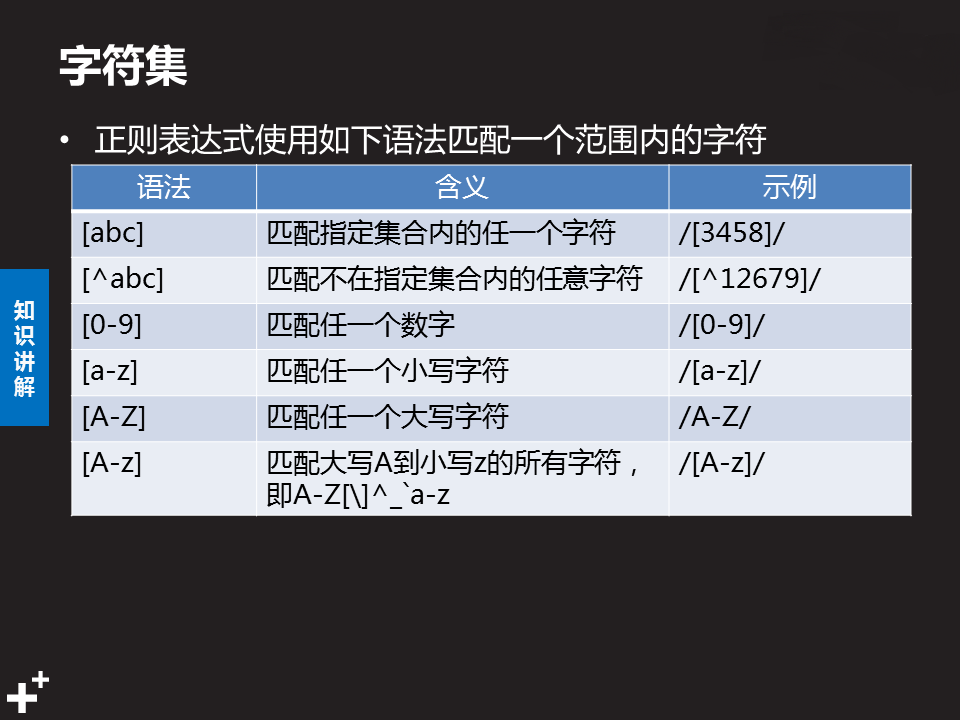 字符集
• 正则表达式使用如下语法匹配一个范围内的字符
语法 含义 示例
[abc] 匹配指定集合内的任一个字符 /[3458]/
[^abc] 匹配不在指定集合内的任意字符 /[^12679]/
[0-9] 匹配任一个数字 /[0-9]/
[a-z] 匹配任一个小写字符 /[a-z]/
[A-Z] 匹配任一个大写字符 /A-Z/
[A-z] 匹配大写A到小写z的所有字符， /[A-z]/
即A-Z[\]^_`a-z
知
识
讲
解